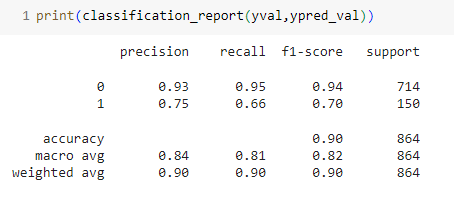 1 print(classification_report(yval,ypred_val))
precision recall f1-score support
0 0.93 0.95 0.94 714
1 0.75 0.66 0.70 150
accuracy 0.90 864
macro avg 0.84 0.81 0.82 864
weighted avg 0.90 0.90 0.90 864